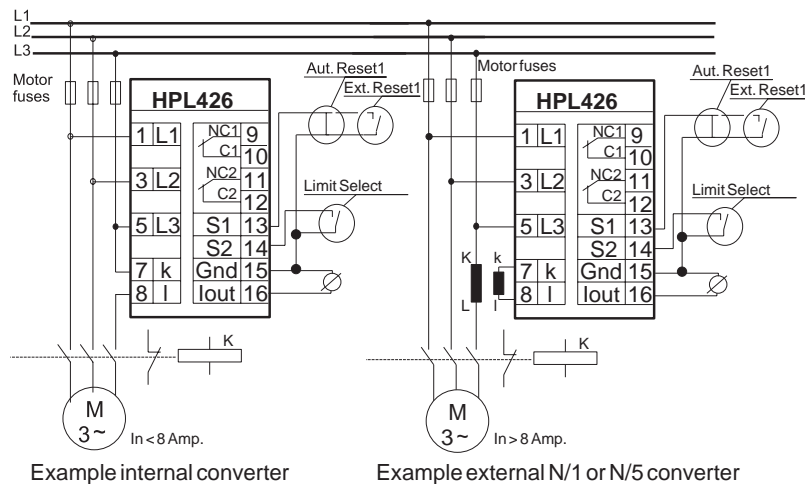 L1
L2
L3
Motor
fuses
HPL426
1 L1
3 L2
5 L3
7 k
8 l
NC1 9
C1 10
NC2 11
C2 12
S1 13
S2 14
Gnd 15
Iout 16
Aut. Reset1
Ext. Reset1
Limit Select
K
M
3~
In < 8 Amp.
Example internal converter
Motor fuses
HPL426
1 L1
3 L2
5 L3
7 k
8 l
NC1 9
C1 10
NC2 11
C2 12
S1 13
S2 14
Gnd 15
Iout 16
Aut. Reset1
Ext. Reset1
Limit Select
K
L
k
l
K
M
3~
In > 8 Amp.
Example external N/1 or N/5 converter